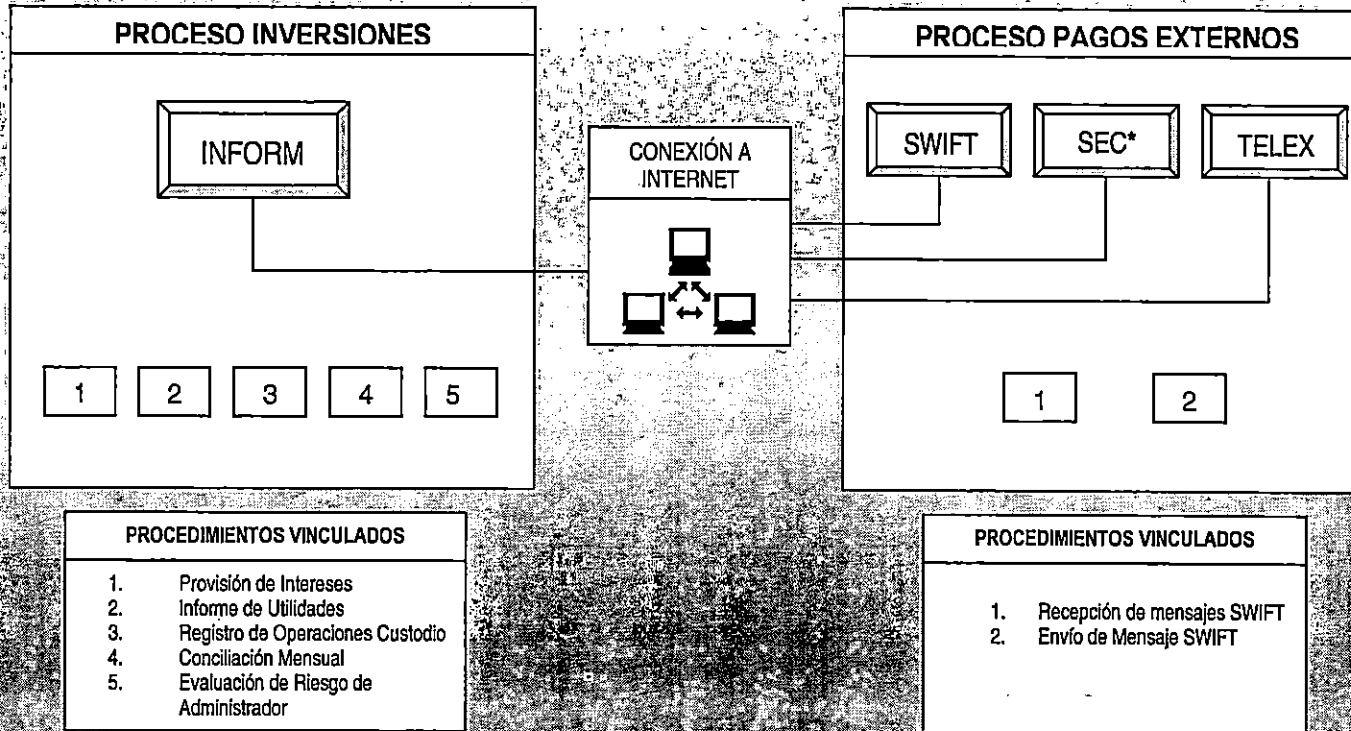 PROCESO INVERSIONES
INFORM
1 2 3 4 5
CONEXIÓN A
INTERNET
PROCESO PAGOS EXTERNOS
SWIFT SEC* TELEX
1 2
PROCEDIMIENTOS VINCULADOS
1. Provisión de Intereses
2. Informe de Utilidades
3. Registro de Operaciones Custodio
4. Conciliación Mensual
5. Evaluación de Riesgo de
Administrador
PROCEDIMIENTOS VINCULADOS
1. Recepción de mensajes SWIFT
2. Envío de Mensaje SWIFT